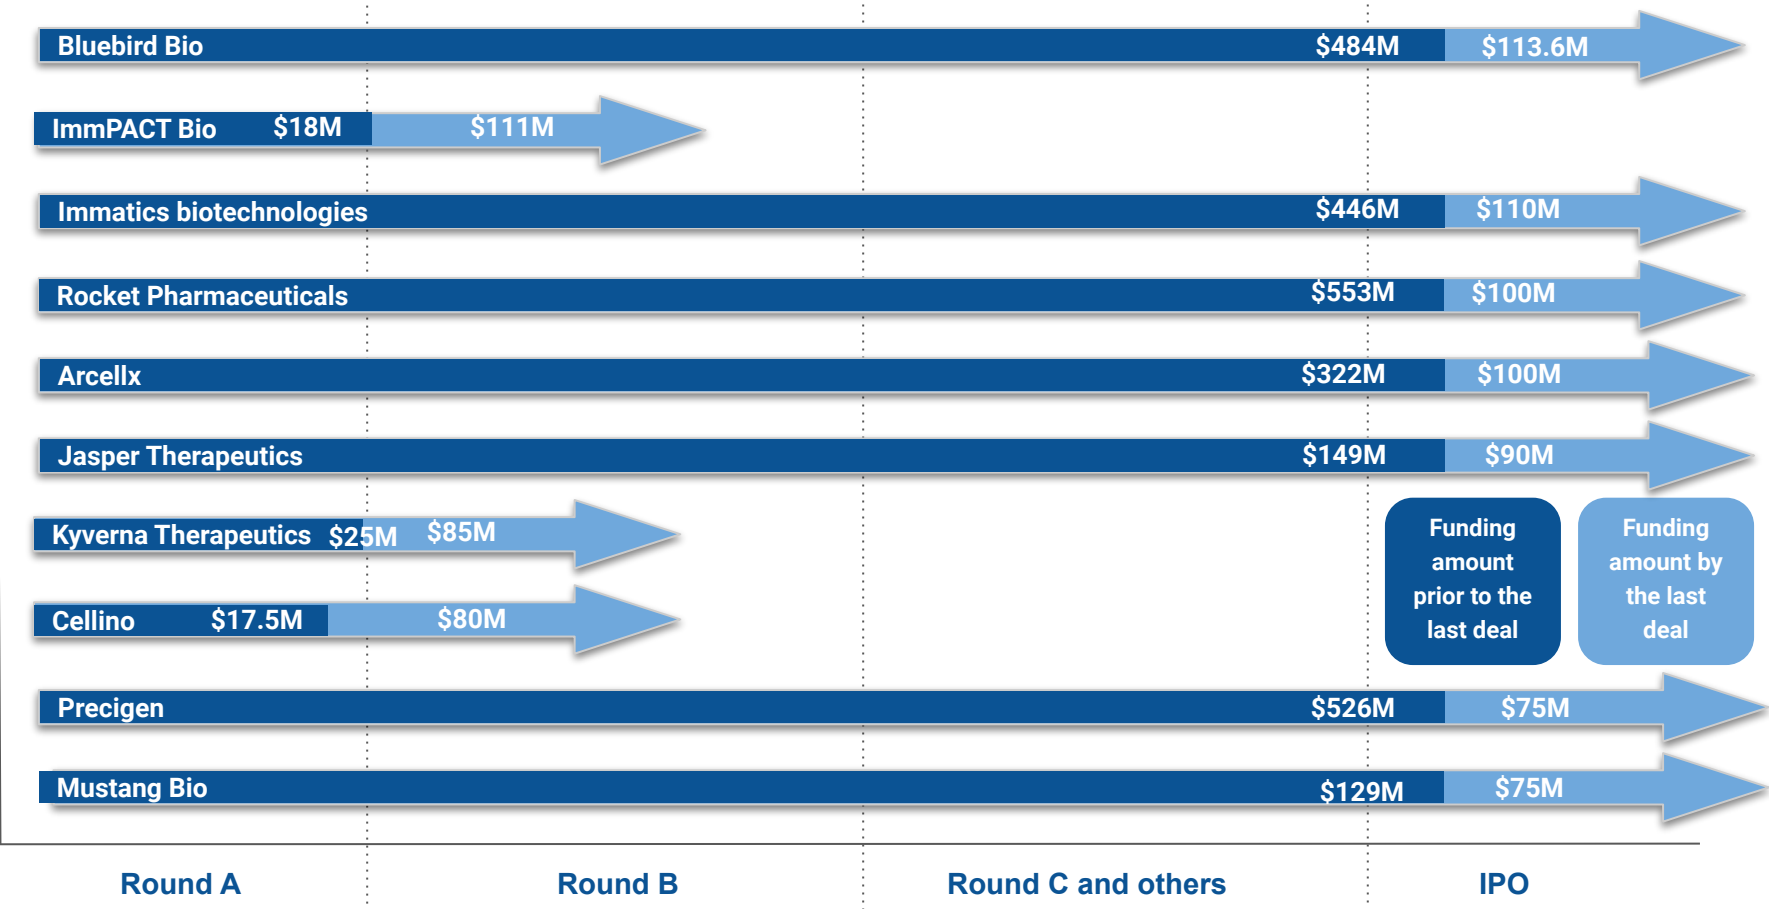 Bluebird Bio $484M $113.6M
ImmPACT Bio $18M $111M
Immatics biotechnologies $446M $110M
Rocket Pharmaceuticals $553M $100M
Arcellx $322M $100M
Jasper Therapeutics $149M $90M
Kyverna Therapeutics $25M $85M
Cellino $17.5M $80M
Funding
amount
prior to the
last deal
Funding
amount by
the last
deal
Precigen $526M $75M
Mustang Bio $129M $75M
Round A Round B Round C and others IPO